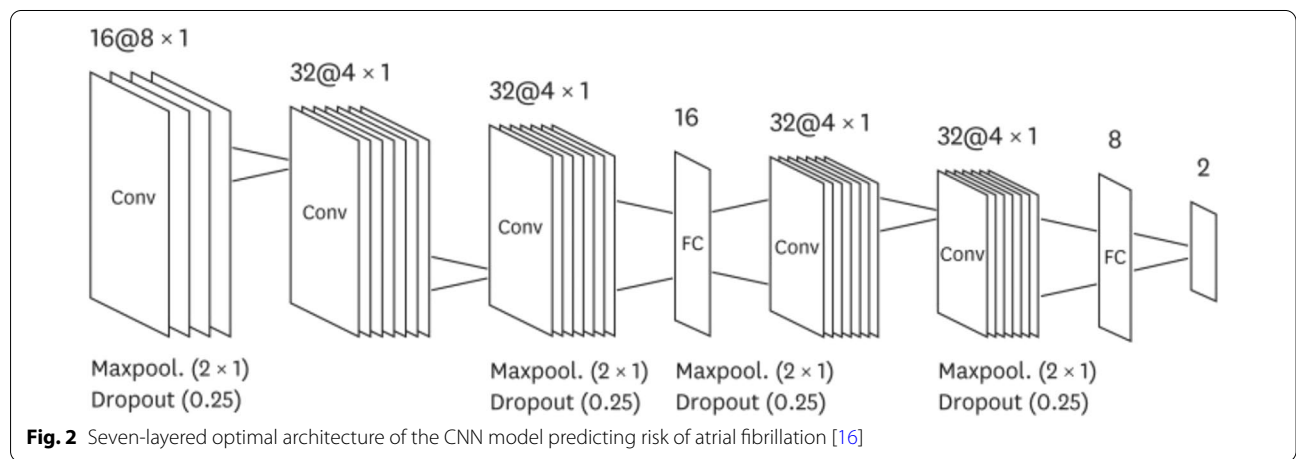 16@8 × 1
32@4 × 1
32@4 × 1
16
32@4 × 1
32@4 × 1
8
2
Conv
Conv
Conv
FC
Conv
Conv
FC
Maxpool. (2 × 1)
Dropout (0.25)
Maxpool. (2 × 1)
Dropout (0.25)
Maxpool. (2 × 1)
Dropout (0.25)
Maxpool. (2 × 1)
Dropout (0.25)
Fig. 2 Seven-layered optimal architecture of the CNN model predicting risk of atrial fibrillation [16]